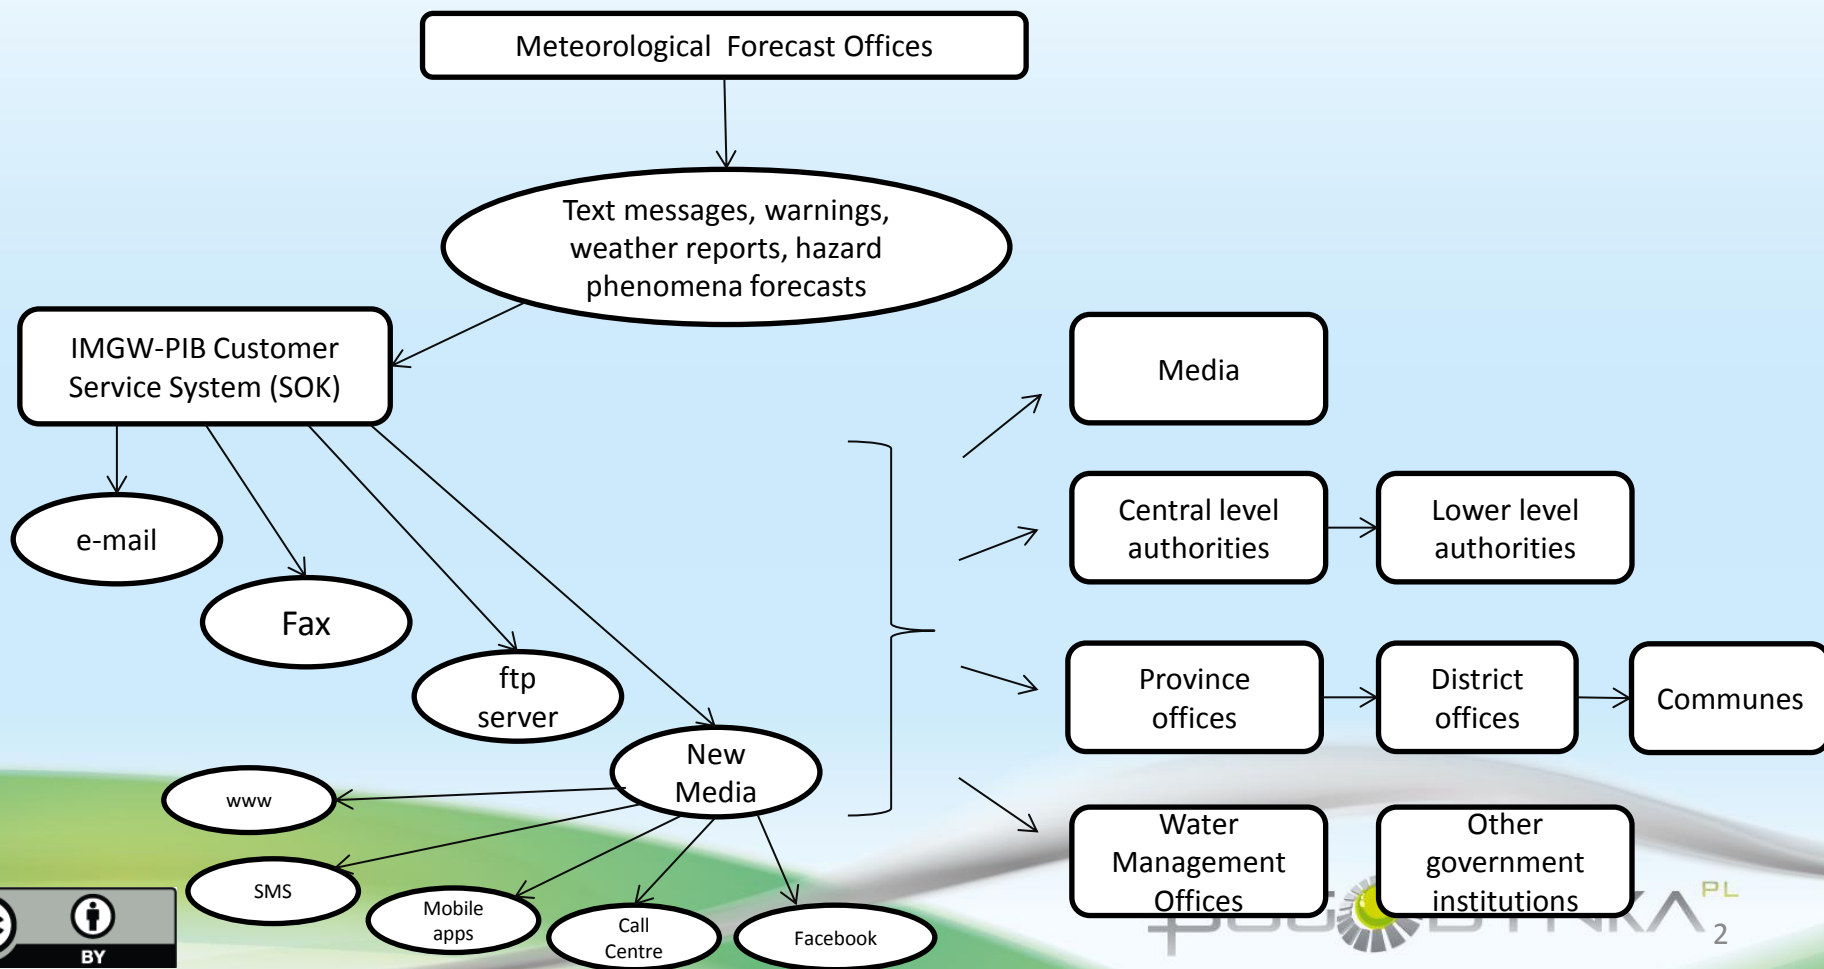 Meteorological Forecast Offices
Text messages, warnings,
weather reports, hazard
phenomena forecasts
IMGW-PIB Customer
Service System (SOK)
Media
Central level
authorities
Lower level
authorities
e-mail
Fax
ftp
server
Province
offices
District
offices
Communes
New
Media
www
SMS
Mobile
apps
Call
Centre
Facebook
Water
Management
Offices
Other
government
institutions
PL
2
BY